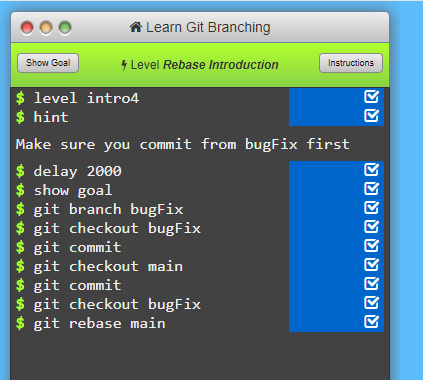 Learn Git Branching
Show Goal
Level Rebase Introduction
Instructions
$ level intro4
$ hint
Make sure you commit from bugFix first
$ delay 2000
$ show goal
$ git branch bugFix
$ git checkout bugFix
$ git commit
$ git checkout main
$ git commit
$ git checkout bugFix
$ git rebase main